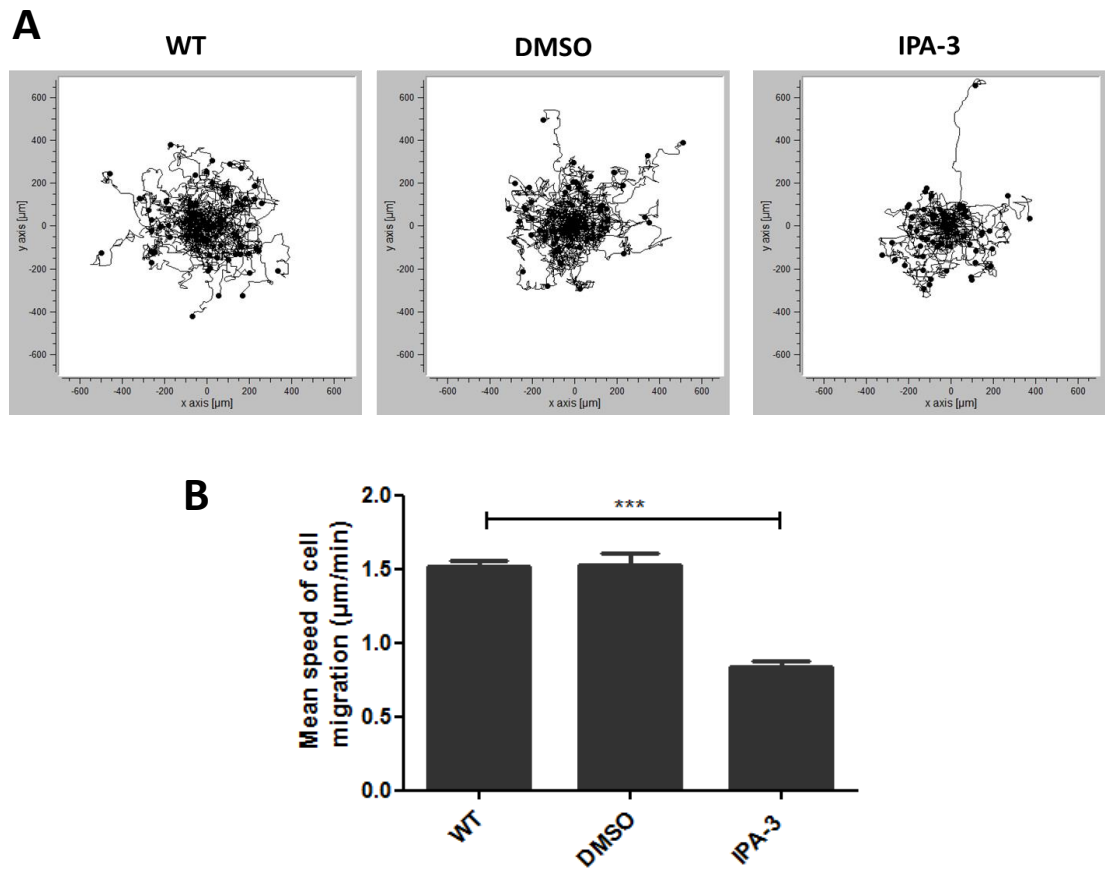 A
WT
DMSO
IPA-3
600
400
200
0
-200
-400
-600
y axis [µm]
-600 -400 -200 0 200 400 600
x axis [µm]
600
400
200
0
-200
-400
-600
y axis [µm]
-600 -400 -200 0 200 400 600
x axis [µm]
600
400
200
0
-200
-400
-600
y axis [µm]
-600 -400 -200 0 200 400 600
x axis [µm]
B
Mean speed of cell
migration (µm/min)
2.0
1.5
1.0
0.5
0.0
***
WT
DMSO
IPA-3